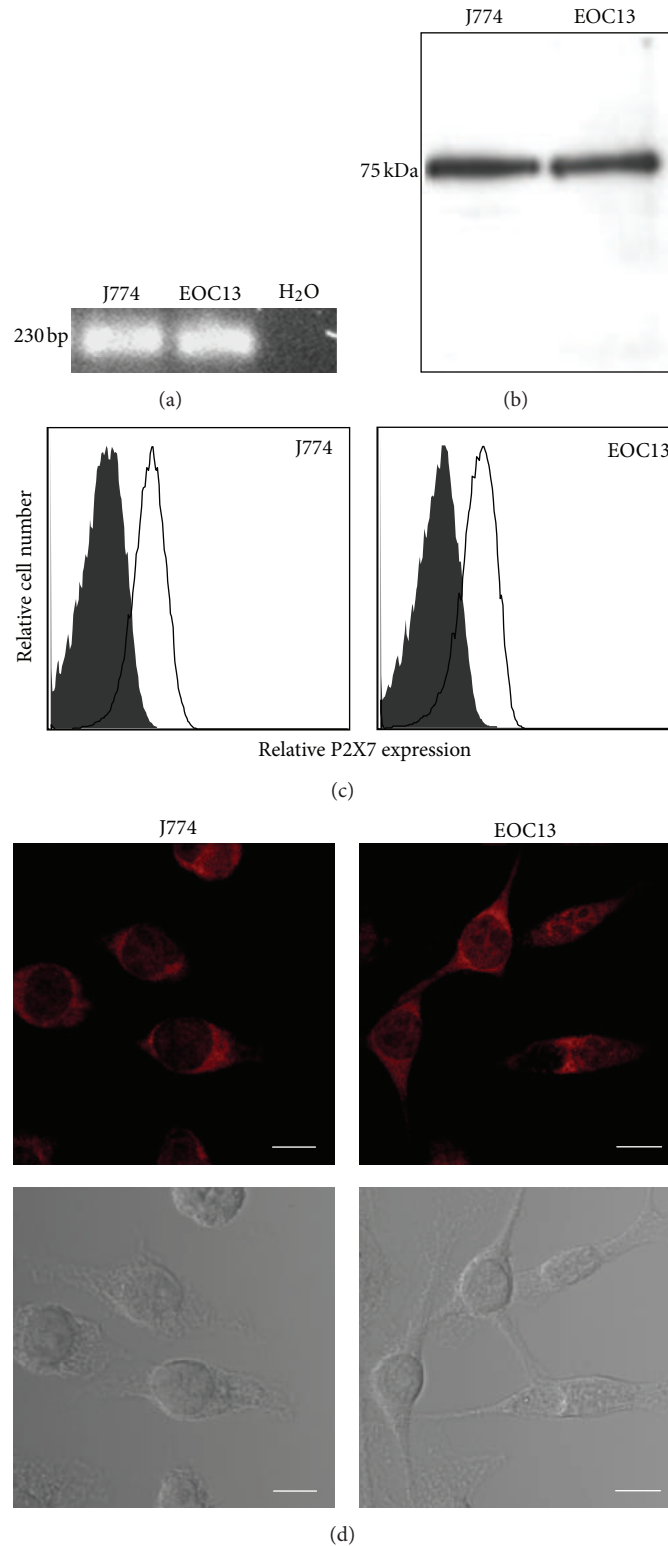 J774 EOC13
75 kDa
J774 EOC13 H₂O
230 bp
(a)
(b)
J774
EOC13
Relative cell number
Relative P2X7 expression
(c)
J774 EOC13
(d)